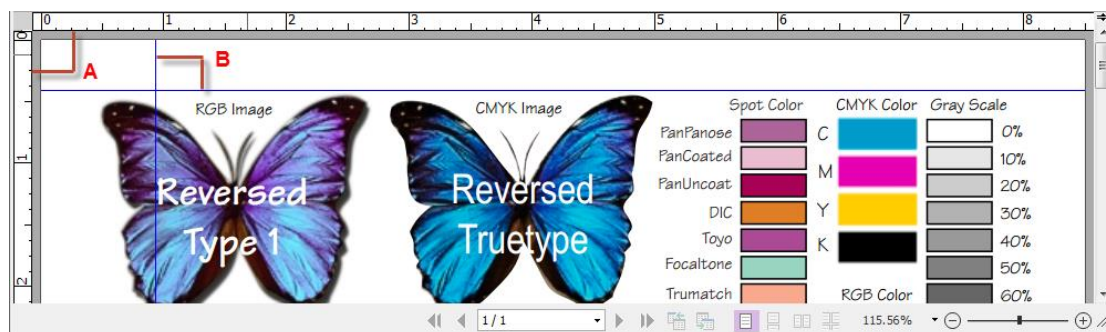 0 1 2 3 4 5 6 7 8
0
A
B
RGB Image
CMYK Image
Spot Color
CMYK Color
Gray Scale
PanPanose
C
0%
PanCoated
10%
M
PanUncoat
20%
Reversed
Reversed
DIC
Y
30%
Type 1
Truetype
Toyo
K
40%
Focaltone
50%
Trumatch
RGB Color
60%
1
2
1 / 1
115.56%